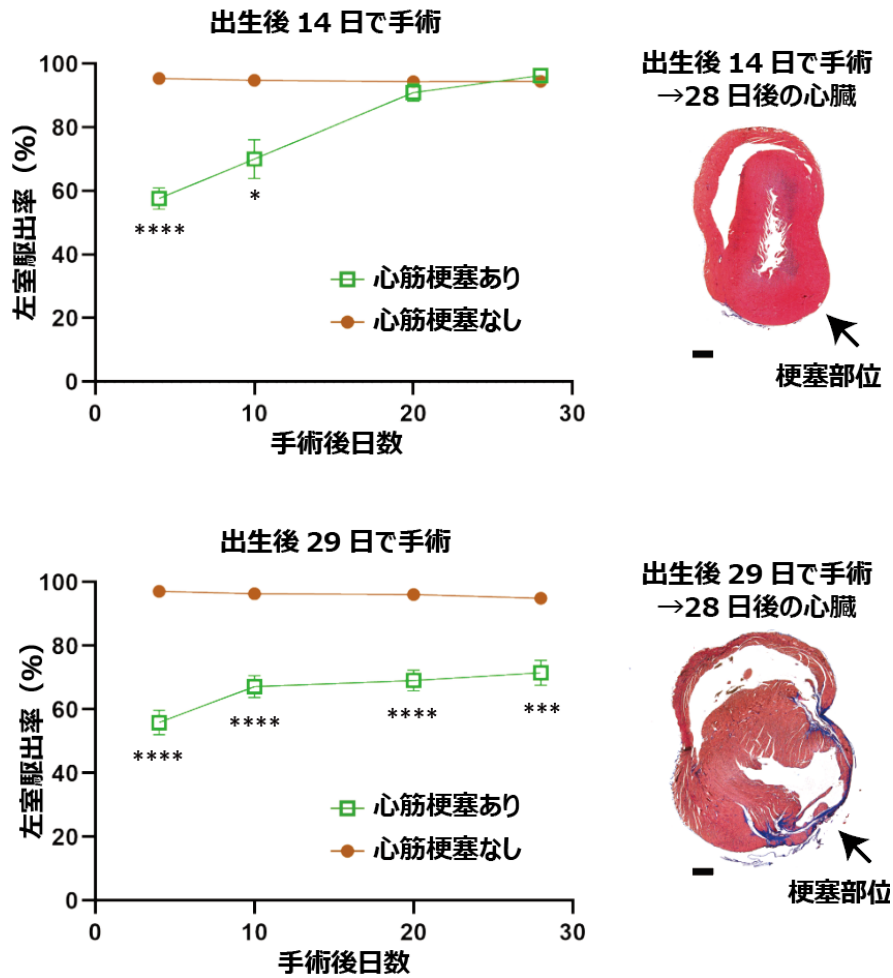 出生後 14 日で手術
100
80
60
40
20
0
左室駆出率（%）
****
*
心筋梗塞あり
心筋梗塞なし
0
10
20
30
手術後日数
出生後 14 日で手術
→28 日後の心臓
梗塞部位
出生後 29 日で手術
100
80
60
40
20
0
左室駆出率（%）
****
****
****
***
心筋梗塞あり
心筋梗塞なし
0
10
20
30
手術後日数
出生後 29 日で手術
→28 日後の心臓
梗塞部位